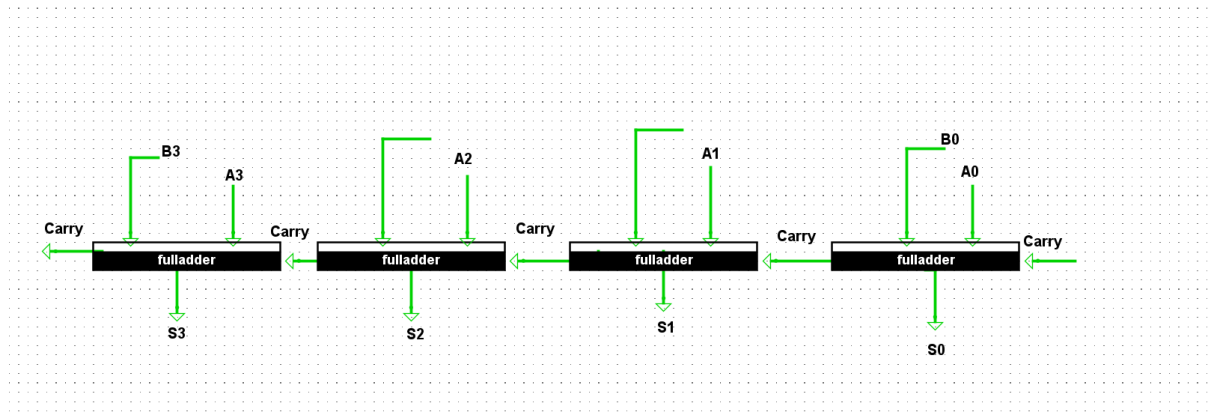 B3
A3
A2
A1
B0
A0
Carry
Carry
Carry
Carry
Carry
fulladder
fulladder
fulladder
fulladder
S3
S2
S1
S0